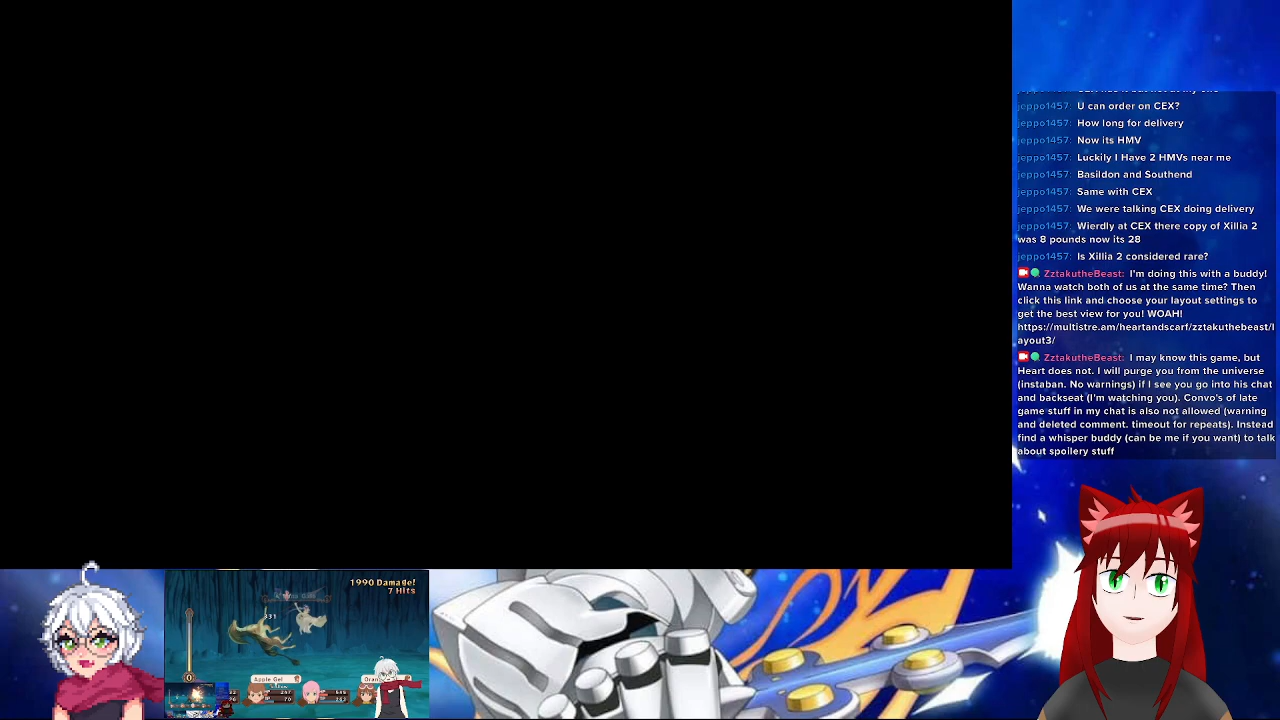 jeppo1457: U can order on CEX?
jeppo1457: How long for delivery
jeppo1457: Now its HMV
jeppo1457: Luckily I Have 2 HMVs near me
jeppo1457: Basildon and Southend
jeppo1457: Same with CEX
jeppo1457: We were talking CEX doing delivery
jeppo1457: Wierdly at CEX there copy of Xillia 2
was 8 pounds now its 28
jeppo1457: Is Xillia 2 considered rare?
ZztakutheBeast: I'm doing this with a buddy!
Wanna watch both of us at the same time? Then
click this link and choose your layout settings to
get the best view for you! WOAH!
https://multistre.am/heartandscarf/zztakuthebeast/l
ayout3/
ZztakutheBeast: I may know this game, but
Heart does not. I will purge you from the universe
(instaban. No warnings) if I see you go into his chat
and backseat (I'm watching you). Convo's of late
game stuff in my chat is also not allowed (warning
and deleted comment. timeout for repeats). Instead
find a whisper buddy (can be me if you want) to talk
about spoilery stuff
1990 Damage!
7 Hits
Apple Gel